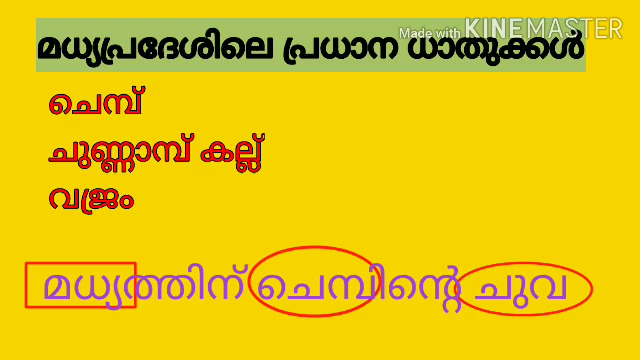 Made with KINEMASTER
മധ്യപ്രദേശിലെ പ്രധാന ധാതുക്കൾ
ചെമ്പ്
ചുണ്ണാമ്പ് കല്ല്
വജ്രം
മധ്യത്തിന് ചെമ്പിന്റെ ചുവ